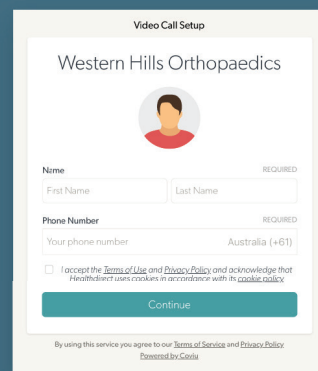 Video Call Setup
Western Hills Orthopaedics
Name REQUIRED
First Name Last Name
Phone Number REQUIRED
Your phone number Australia (+61)
I accept the Terms of Use and Privacy Policy and acknowledge that
Healthdirect uses cookies in accordance with its cookie policy
Continue
By using this service you agree to our Terms of Service and Privacy Policy
Powered by Coviu